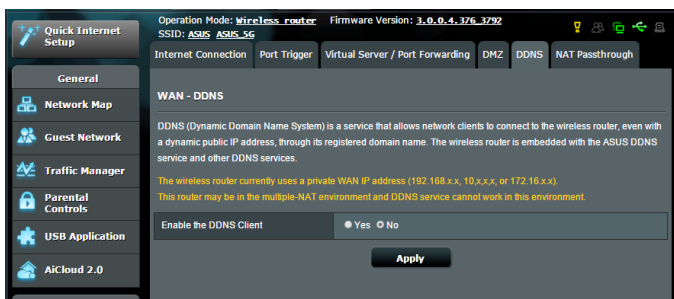 Quick Internet
Setup
General
Network Map
Guest Network
Traffic Manager
Parental
Controls
USB Application
AiCloud 2.0
Operation Mode: Wireless router Firmware Version: 3.0.0.4.376_3792
SSID: ASUS ASUS_5G
Internet Connection Port Trigger Virtual Server / Port Forwarding DMZ DDNS NAT Passthrough
WAN - DDNS
DDNS (Dynamic Domain Name System) is a service that allows network clients to connect to the wireless router, even with
a dynamic public IP address, through its registered domain name. The wireless router is embedded with the ASUS DDNS
service and other DDNS services.
The wireless router currently uses a private WAN IP address (192.168.x.x, 10,x,x,x, or 172.16.x.x).
This router may be in the multiple-NAT environment and DDNS service cannot work in this environment.
Enable the DDNS Client Yes No
Apply